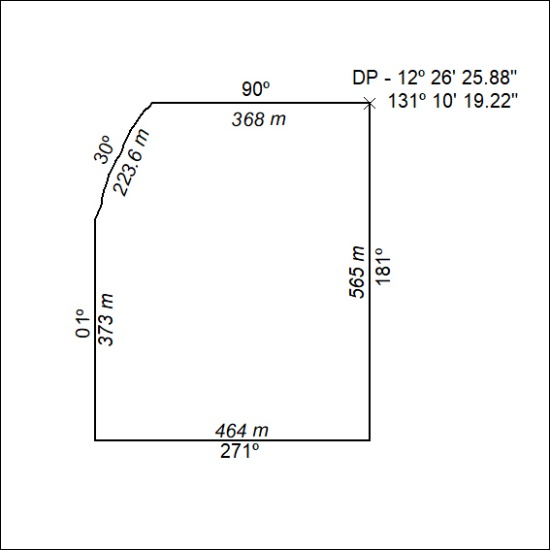 DP - 12º 26' 25.88"
131º 10' 19.22"
90º
368 m
30º
223.6 m
565 m
181º
01º
373 m
464 m
271º